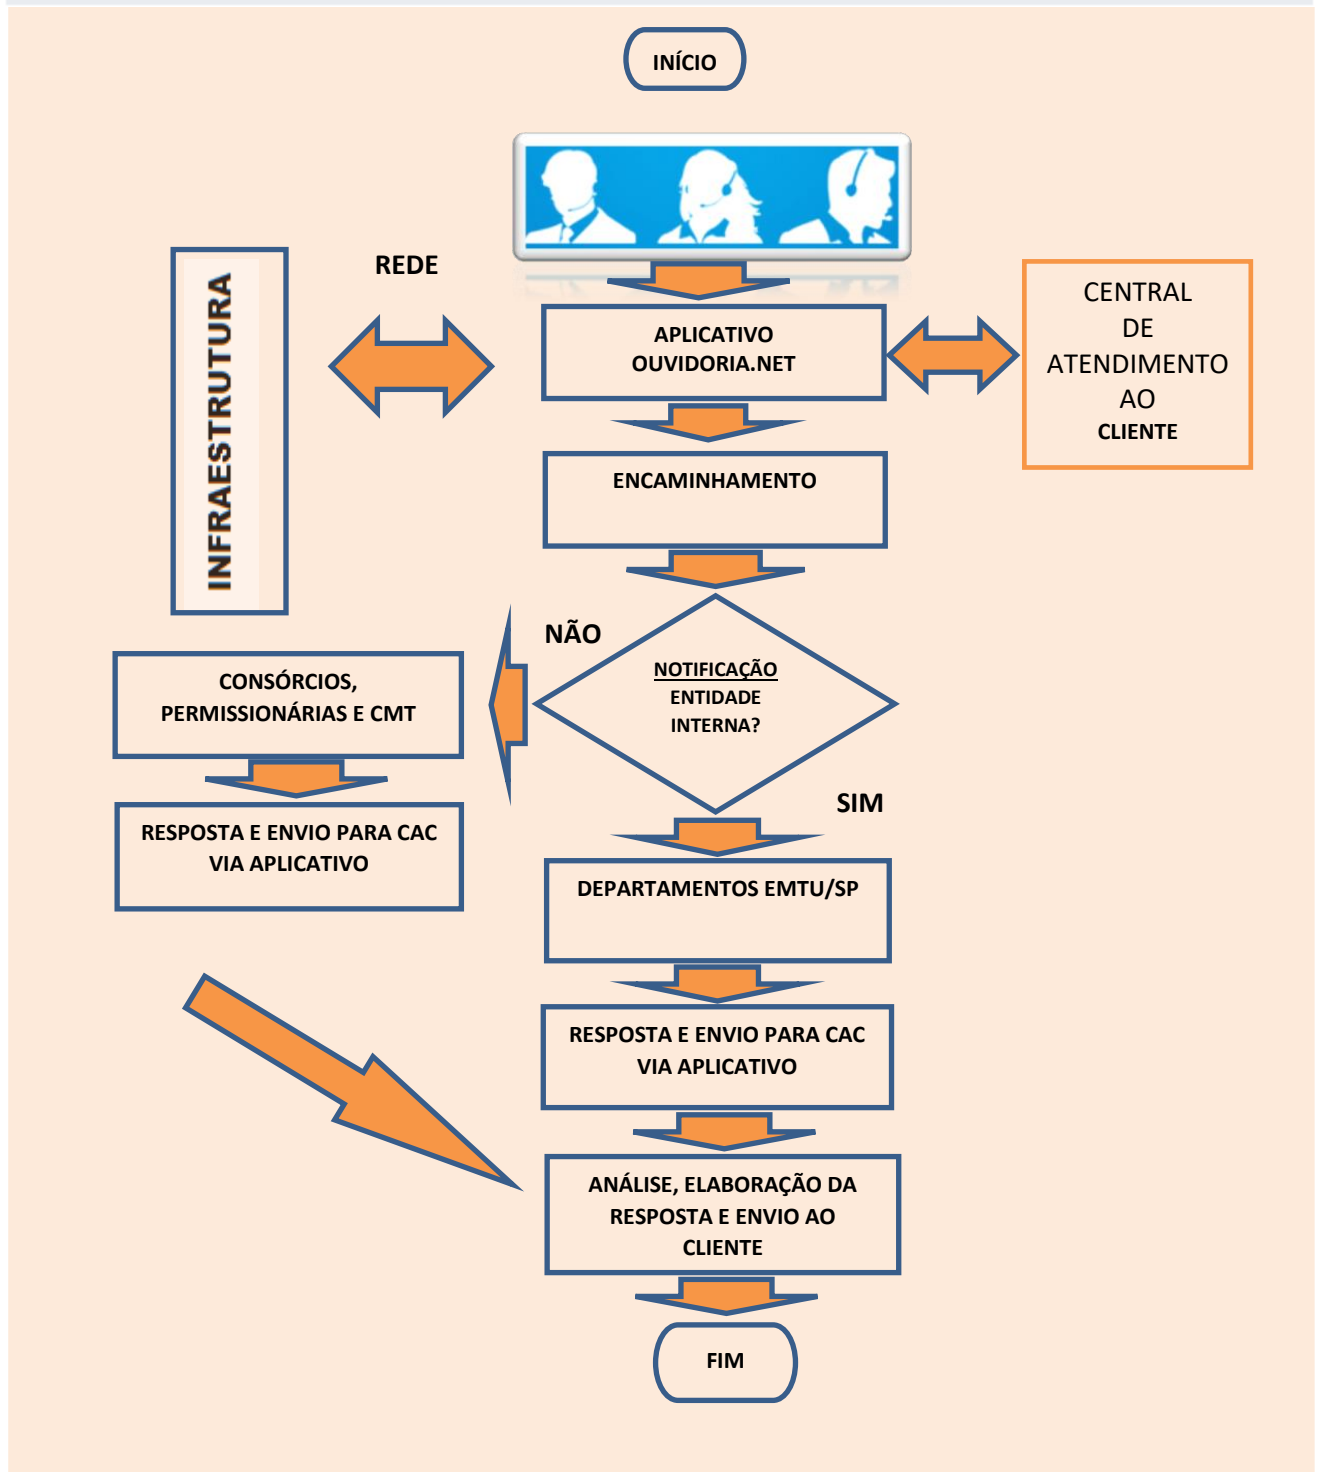 INÍCIO
REDE
INFRAESTRUTURA
APLICATIVO
OUVIDORIA.NET
CENTRAL
DE
ATENDIMENTO
AO
CLIENTE
ENCAMINHAMENTO
NÃO
NOTIFICAÇÃO
ENTIDADE
INTERNA?
CONSÓRCIOS,
PERMISSIONÁRIAS E CMT
SIM
RESPOSTA E ENVIO PARA CAC
VIA APLICATIVO
DEPARTAMENTOS EMTU/SP
RESPOSTA E ENVIO PARA CAC
VIA APLICATIVO
ANÁLISE, ELABORAÇÃO DA
RESPOSTA E ENVIO AO
CLIENTE
FIM